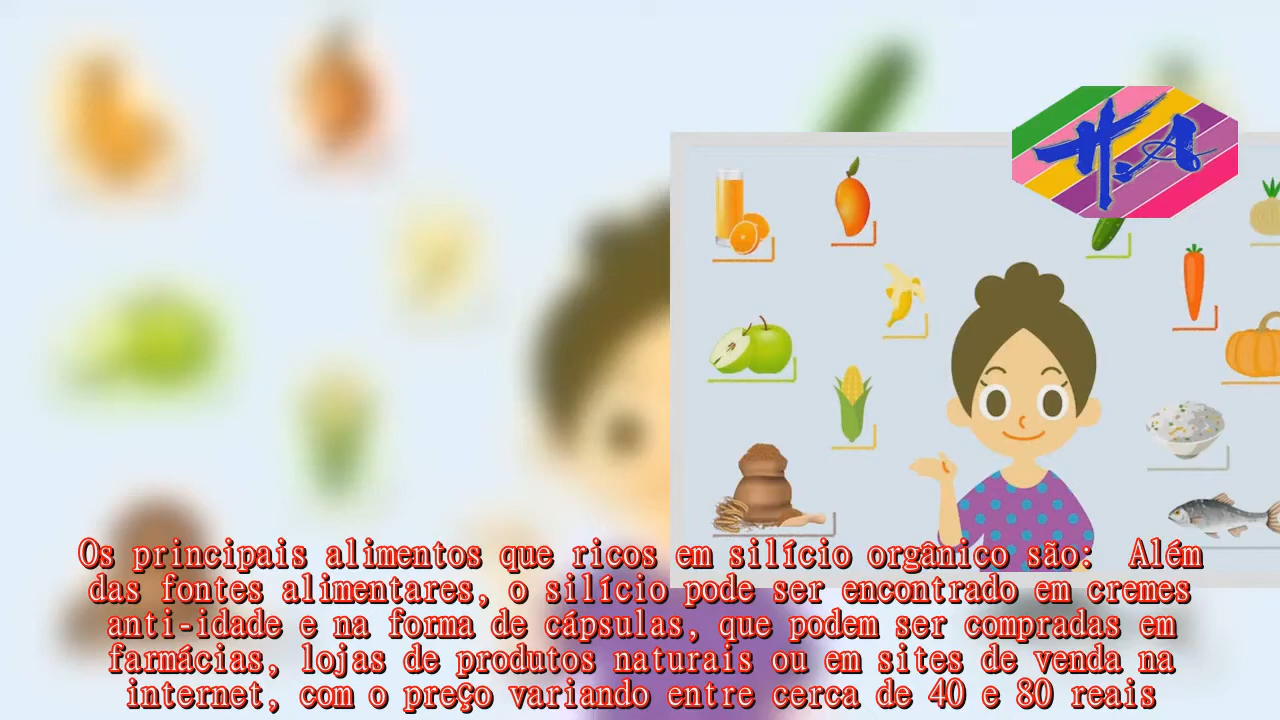 H.A
Os principais alimentos que ricos em silício orgânico são:  Além
das fontes alimentares, o silício pode ser encontrado em cremes
anti-idade e na forma de cápsulas, que podem ser compradas em
farmácias, lojas de produtos naturais ou em sites de venda na
internet, com o preço variando entre cerca de 40 e 80 reais